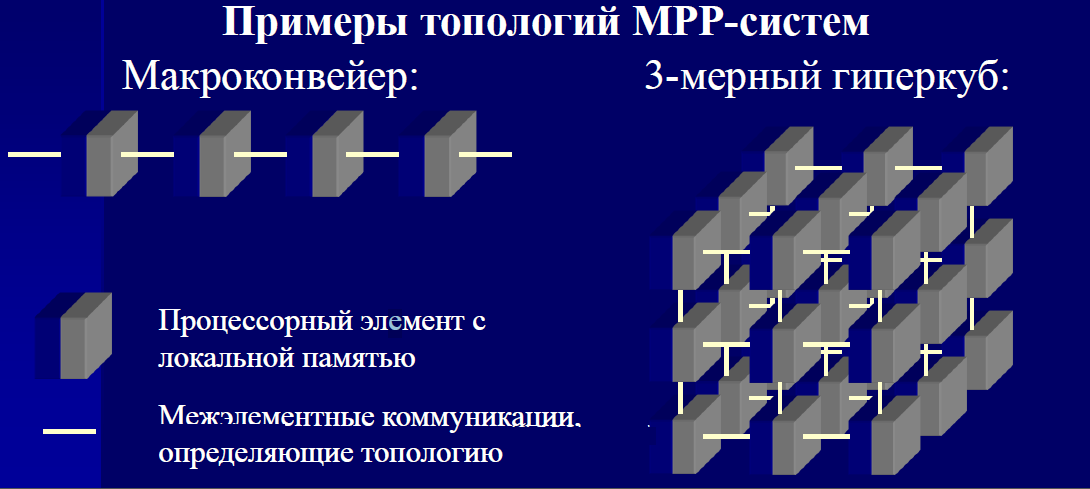 Примеры топологий МРР-систем
Макроконвейер:
3-мерный гиперкуб:
Процессорный элемент с
локальной памятью
Межэлементные коммуникации,
определяющие топологию